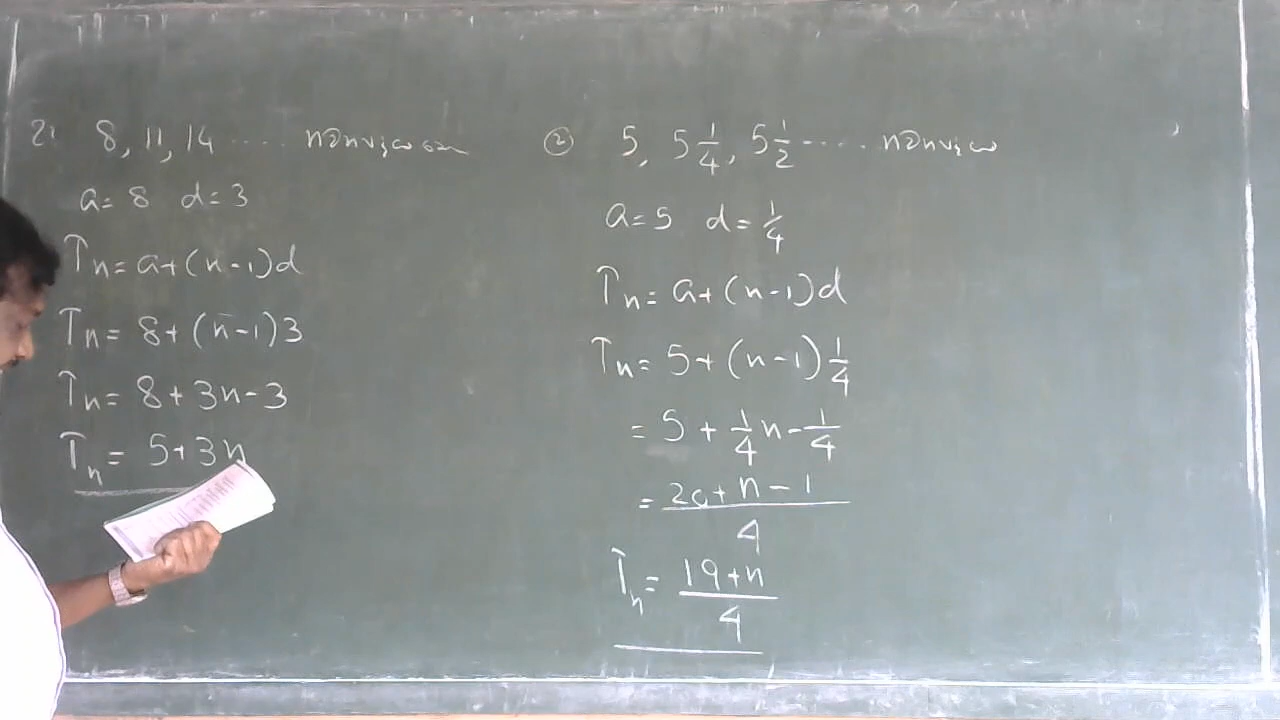 2) 8, 11, 14 ....
a = 8 d = 3
Tn = a + (n-1)d
Tn = 8 + (n-1)3
Tn = 8 + 3n - 3
Tn = 5 + 3n
② 5, 5 1/4, 5 1/2 ....
a = 5 d = 1/4
Tn = a + (n-1)d
Tn = 5 + (n-1) 1/4
= 5 + 1/4 n - 1/4
= 20 + n - 1 / 4
Tn = 19 + n / 4